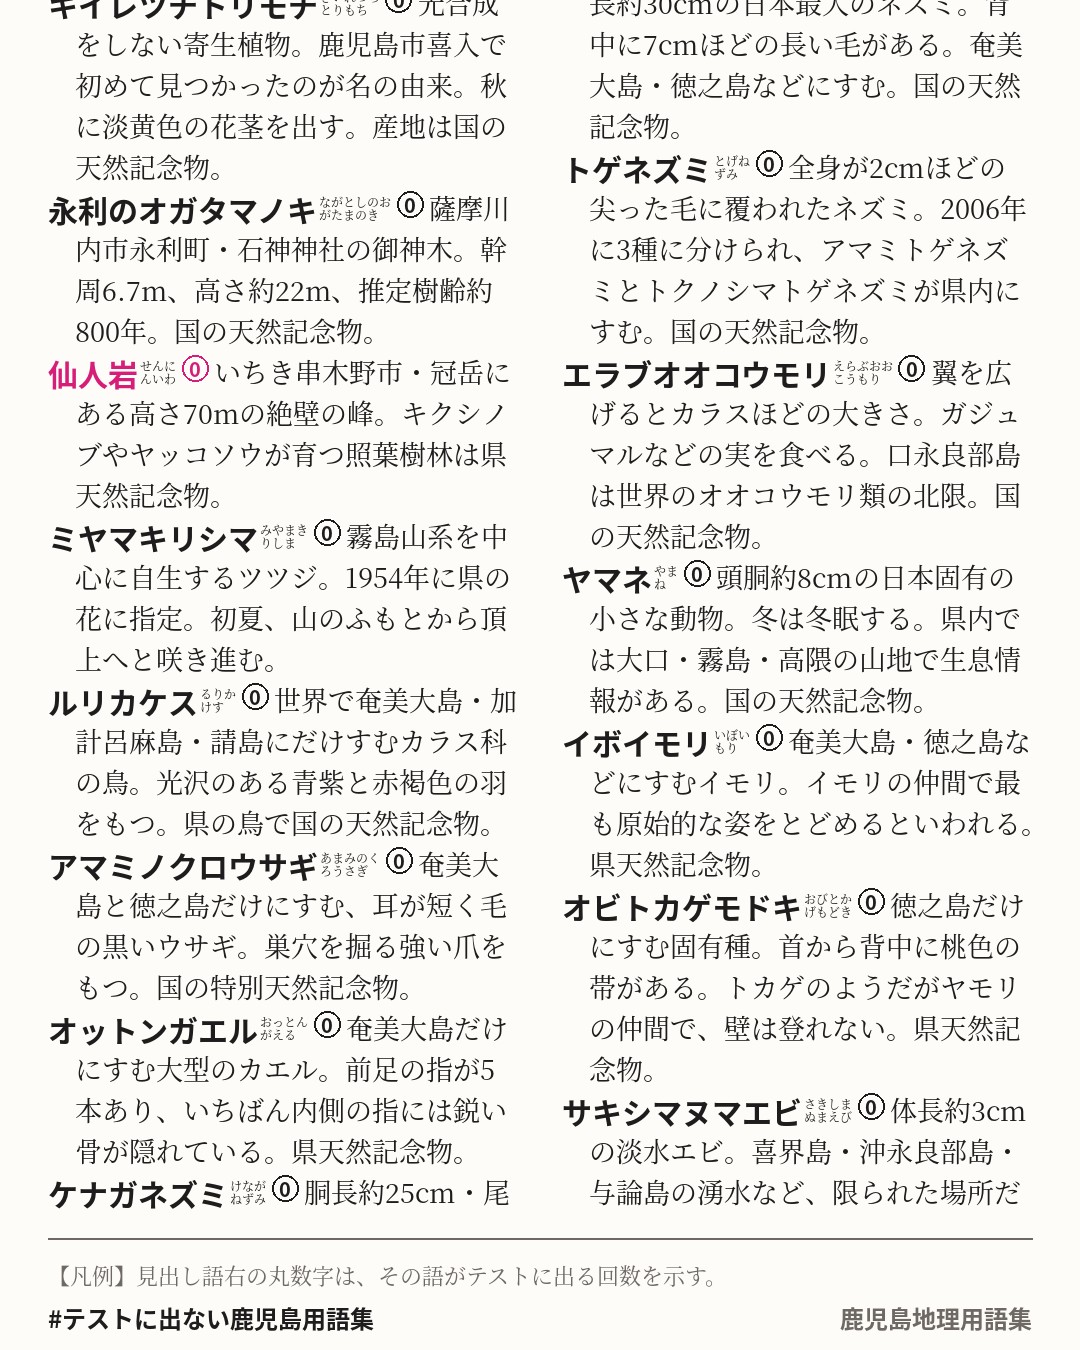 キイレツチトリモチ とりもち ⓪ 光合成
をしない寄生植物。鹿児島市喜入で
初めて見つかったのが名の由来。秋
に淡黄色の花茎を出す。産地は国の
天然記念物。
永利のオガタマノキ ながとしのおがたまのき ⓪ 薩摩川
内市永利町・石神神社の御神木。幹
周6.7m、高さ約22m、推定樹齢約
800年。国の天然記念物。
仙人岩 せんにんいわ ⓪ いちき串木野市・冠岳に
ある高さ70mの絶壁の峰。キクシノ
ブやヤッコソウが育つ照葉樹林は県
天然記念物。
ミヤマキリシマ みやまきりしま ⓪ 霧島山系を中
心に自生するツツジ。1954年に県の
花に指定。初夏、山のふもとから頂
上へと咲き進む。
ルリカケス るりかけす ⓪ 世界で奄美大島・加
計呂麻島・請島にだけすむカラス科
の鳥。光沢のある青紫と赤褐色の羽
をもつ。県の鳥で国の天然記念物。
アマミノクロウサギ あまみのくろうさぎ ⓪ 奄美大
島と徳之島だけにすむ、耳が短く毛
の黒いウサギ。巣穴を掘る強い爪を
もつ。国の特別天然記念物。
オットンガエル おっとんがえる ⓪ 奄美大島だけ
にすむ大型のカエル。前足の指が5
本あり、いちばん内側の指には鋭い
骨が隠れている。県天然記念物。
ケナガネズミ けながねずみ ⓪ 胴長約25cm・尾
長約30cmの日本最大のネズミ。背
中に7cmほどの長い毛がある。奄美
大島・徳之島などにすむ。国の天然
記念物。
トゲネズミ とげねずみ ⓪ 全身が2cmほどの
尖った毛に覆われたネズミ。2006年
に3種に分けられ、アマミトゲネズ
ミとトクノシマトゲネズミが県内に
すむ。国の天然記念物。
エラブオオコウモリ えらぶおおこうもり ⓪ 翼を広
げるとカラスほどの大きさ。ガジュ
マルなどの実を食べる。口永良部島
は世界のオオコウモリ類の北限。国
の天然記念物。
ヤマネ やまね ⓪ 頭胴約8cmの日本固有の
小さな動物。冬は冬眠する。県内で
は大口・霧島・高隈の山地で生息情
報がある。国の天然記念物。
イボイモリ いぼいもり ⓪ 奄美大島・徳之島な
どにすむイモリ。イモリの仲間で最
も原始的な姿をとどめるといわれる。
県天然記念物。
オビトカゲモドキ おびとかげもどき ⓪ 徳之島だけ
にすむ固有種。首から背中に桃色の
帯がある。トカゲのようだがヤモリ
の仲間で、壁は登れない。県天然記
念物。
サキシマヌマエビ さきしまぬまえび ⓪ 体長約3cm
の淡水エビ。喜界島・沖永良部島・
与論島の湧水など、限られた場所だ
【凡例】見出し語右の丸数字は、その語がテストに出る回数を示す。
#テストに出ない鹿児島用語集
鹿児島地理用語集